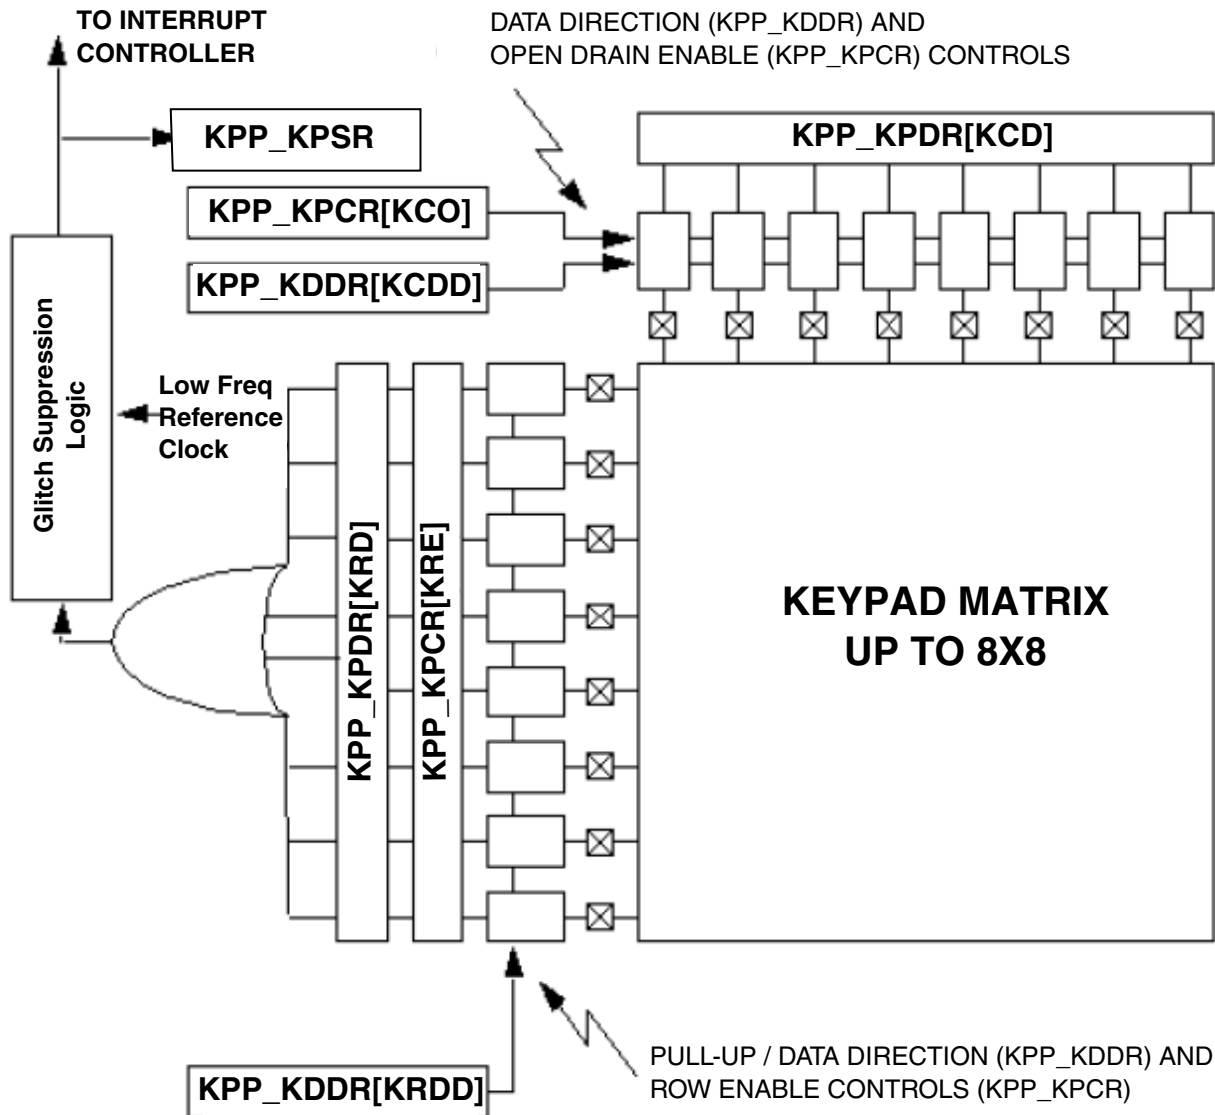 TO INTERRUPT
CONTROLLER
DATA DIRECTION (KPP_KDDR) AND
OPEN DRAIN ENABLE (KPP_KPCR) CONTROLS
KPP_KPSR
KPP_KPDR[KCD]
KPP_KPCR[KCO]
KPP_KDDR[KCDD]
Glitch Suppression
Logic
Low Freq
Reference
Clock
KPP_KPDR[KRD]
KPP_KPCR[KRE]
KEYPAD MATRIX
UP TO 8X8
KPP_KDDR[KRDD]
PULL-UP / DATA DIRECTION (KPP_KDDR) AND
ROW ENABLE CONTROLS (KPP_KPCR)